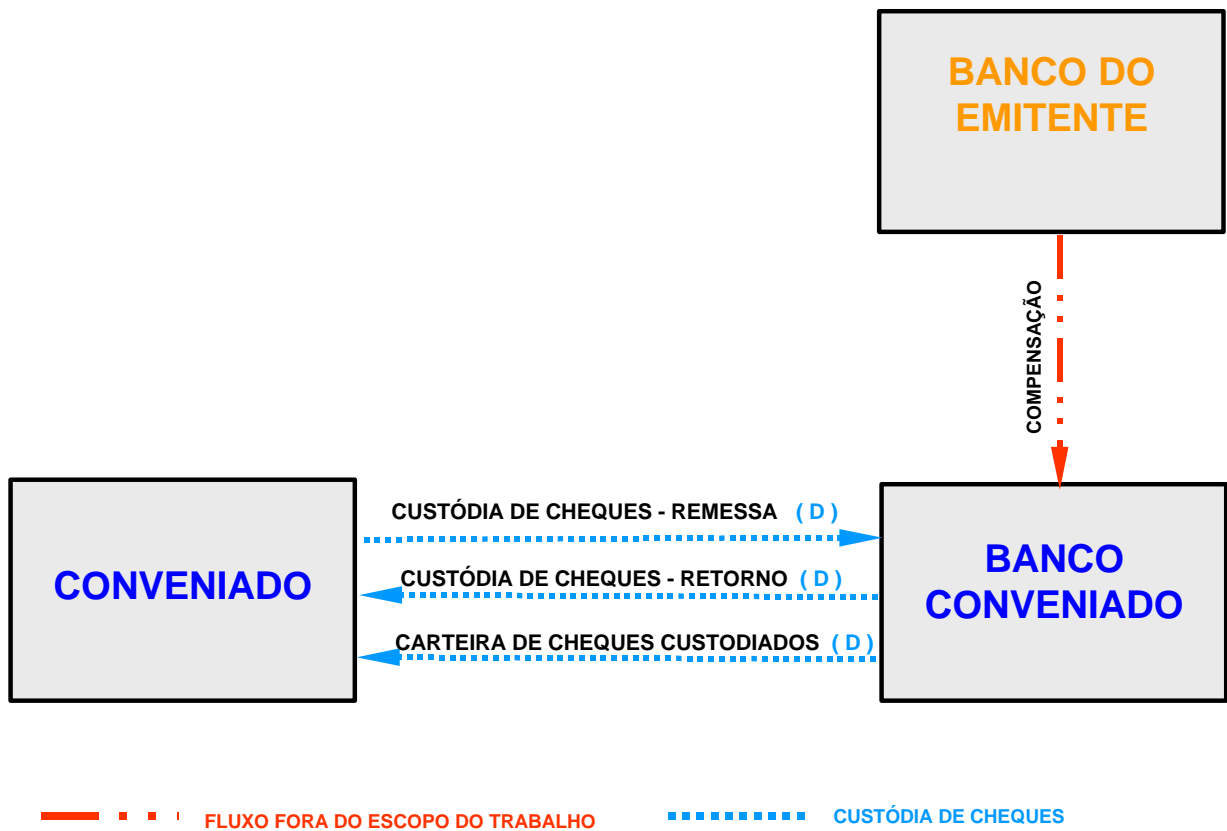 BANCO DO
EMITENTE
COMPENSAÇÃO
CUSTÓDIA DE CHEQUES - REMESSA ( D )
CONVENIADO
CUSTÓDIA DE CHEQUES - RETORNO ( D )
BANCO
CONVENIADO
CARTEIRA DE CHEQUES CUSTODIADOS ( D )
FLUXO FORA DO ESCOPO DO TRABALHO
CUSTÓDIA DE CHEQUES